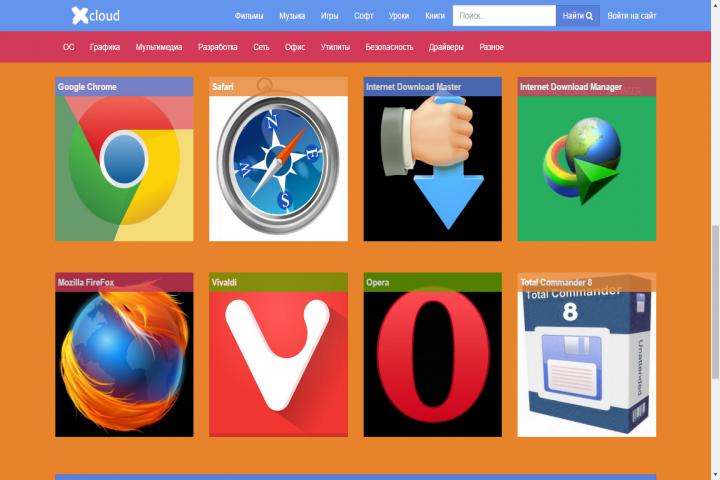 Xcloud
Фильмы Музыка Игры Софт Уроки Книги Поиск... Найти Войти на сайт
ОС Графика Мультимедиа Разработка Сеть Офис Утилиты Безопасность Драйверы Разное
Google Chrome Safari Internet Download Master Internet Download Manager
N
E
W
S
Mozilla FireFox Vivaldi Opera Total Commander 8
Total Commander
8
Unattended